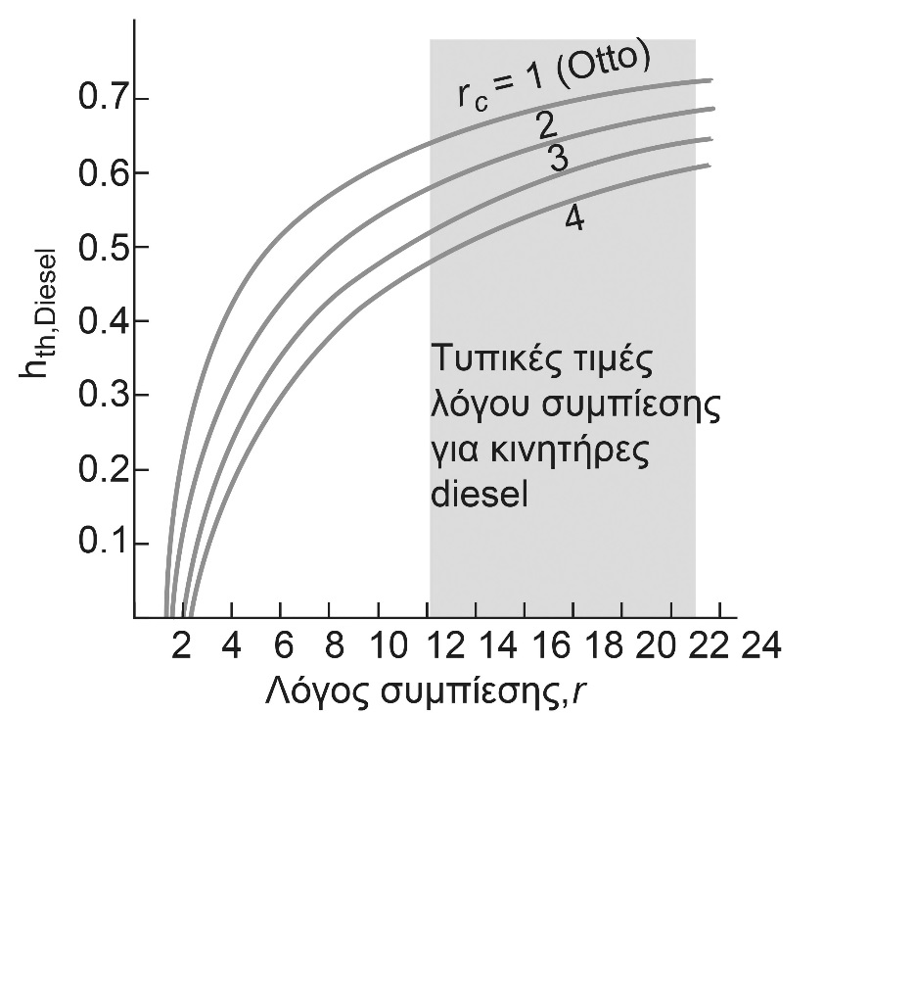 r c = 1 (Otto)
0.7
2
3
0.6
4
0.5
h th,Diesel
0.4
Τυπικές τιμές
0.3
λόγου συμπίεσης
για κινητήρες
0.2
diesel
0.1
2 4 6 8 10 12 14 16 18 20 22 24
Λόγος συμπίεσης, r